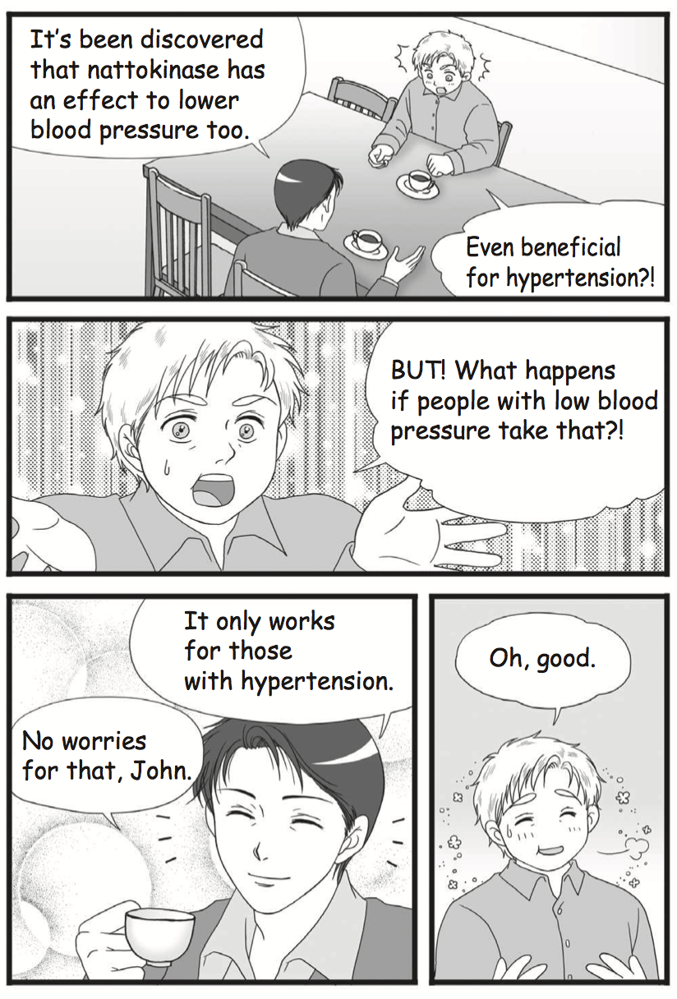 It's been discovered
that nattokinase has
an effect to lower
blood pressure too.
Even beneficial
for hypertension?!
BUT! What happens
if people with low blood
pressure take that?!
It only works
for those
with hypertension.
No worries
for that, John.
Oh, good.